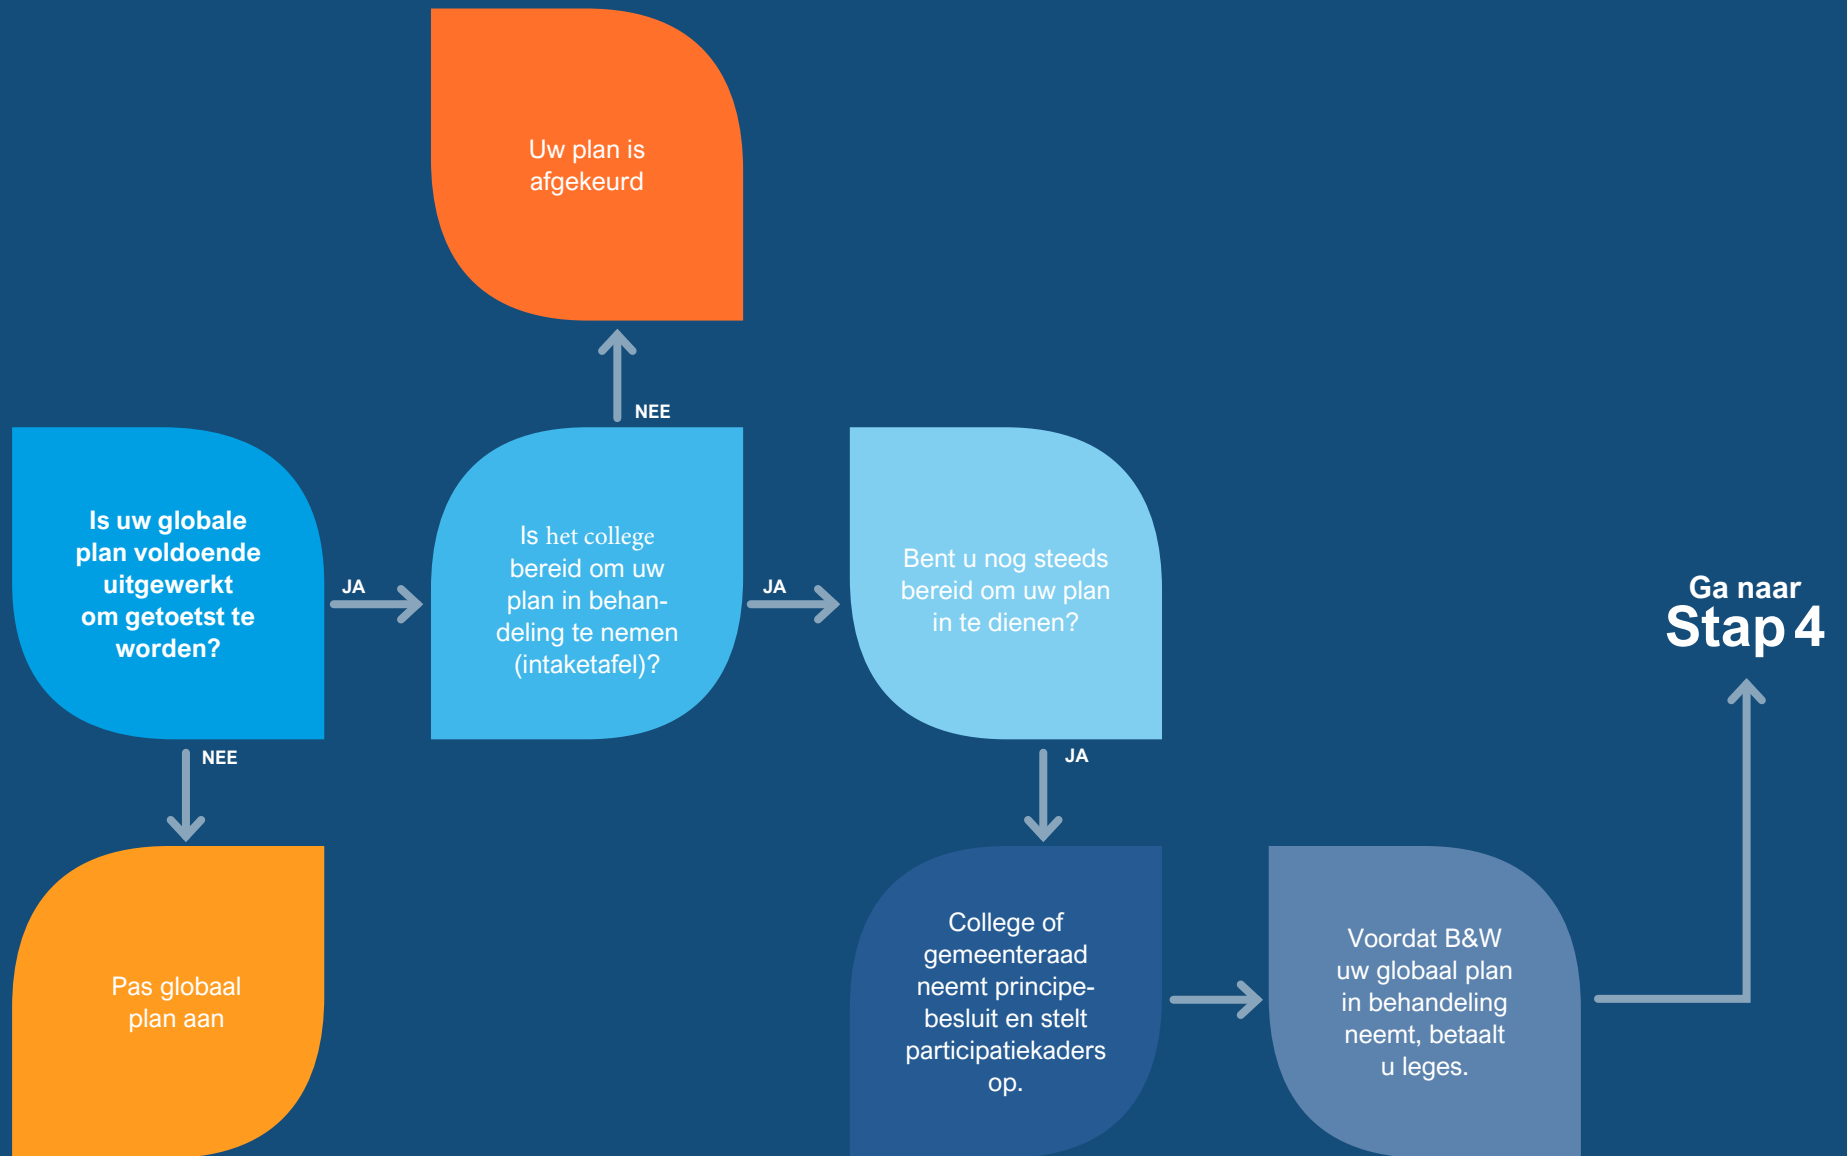 Uw plan is
afgekeurd
NEE
Is uw globale
plan voldoende
uitgewerkt
om getoetst te
worden?
JA
Is het college
bereid om uw
plan in behan-
deling te nemen
(intaketafel)?
JA
Bent u nog steeds
bereid om uw plan
in te dienen?
Ga naar
Stap 4
NEE
JA
Pas globaal
plan aan
College of
gemeenteraad
neemt principe-
besluit en stelt
participatiekaders
op.
Voordat B&W
uw globaal plan
in behandeling
neemt, betaalt
u leges.